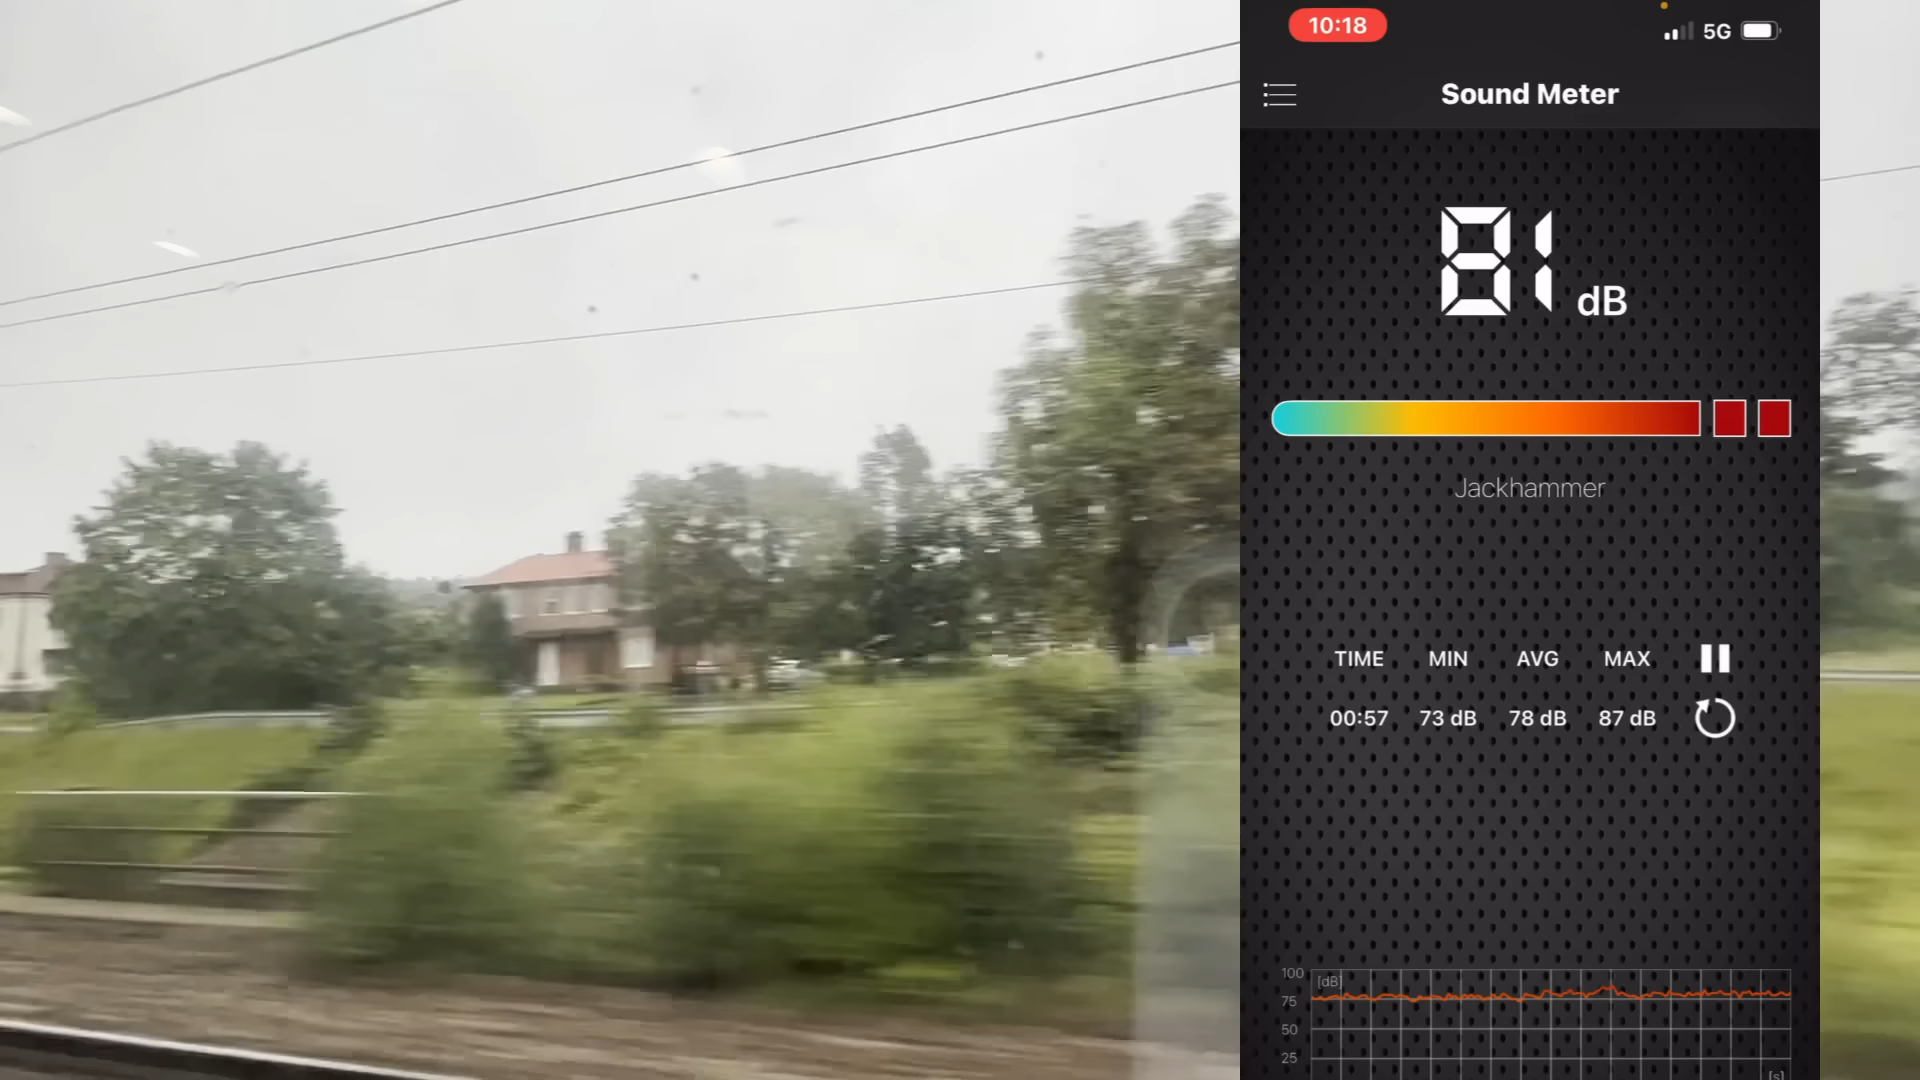 10:18
5G
Sound Meter
81 dB
Jackhammer
TIME MIN AVG MAX
00:57 73 dB 78 dB 87 dB
100
[dB]
75
50
25
[s]